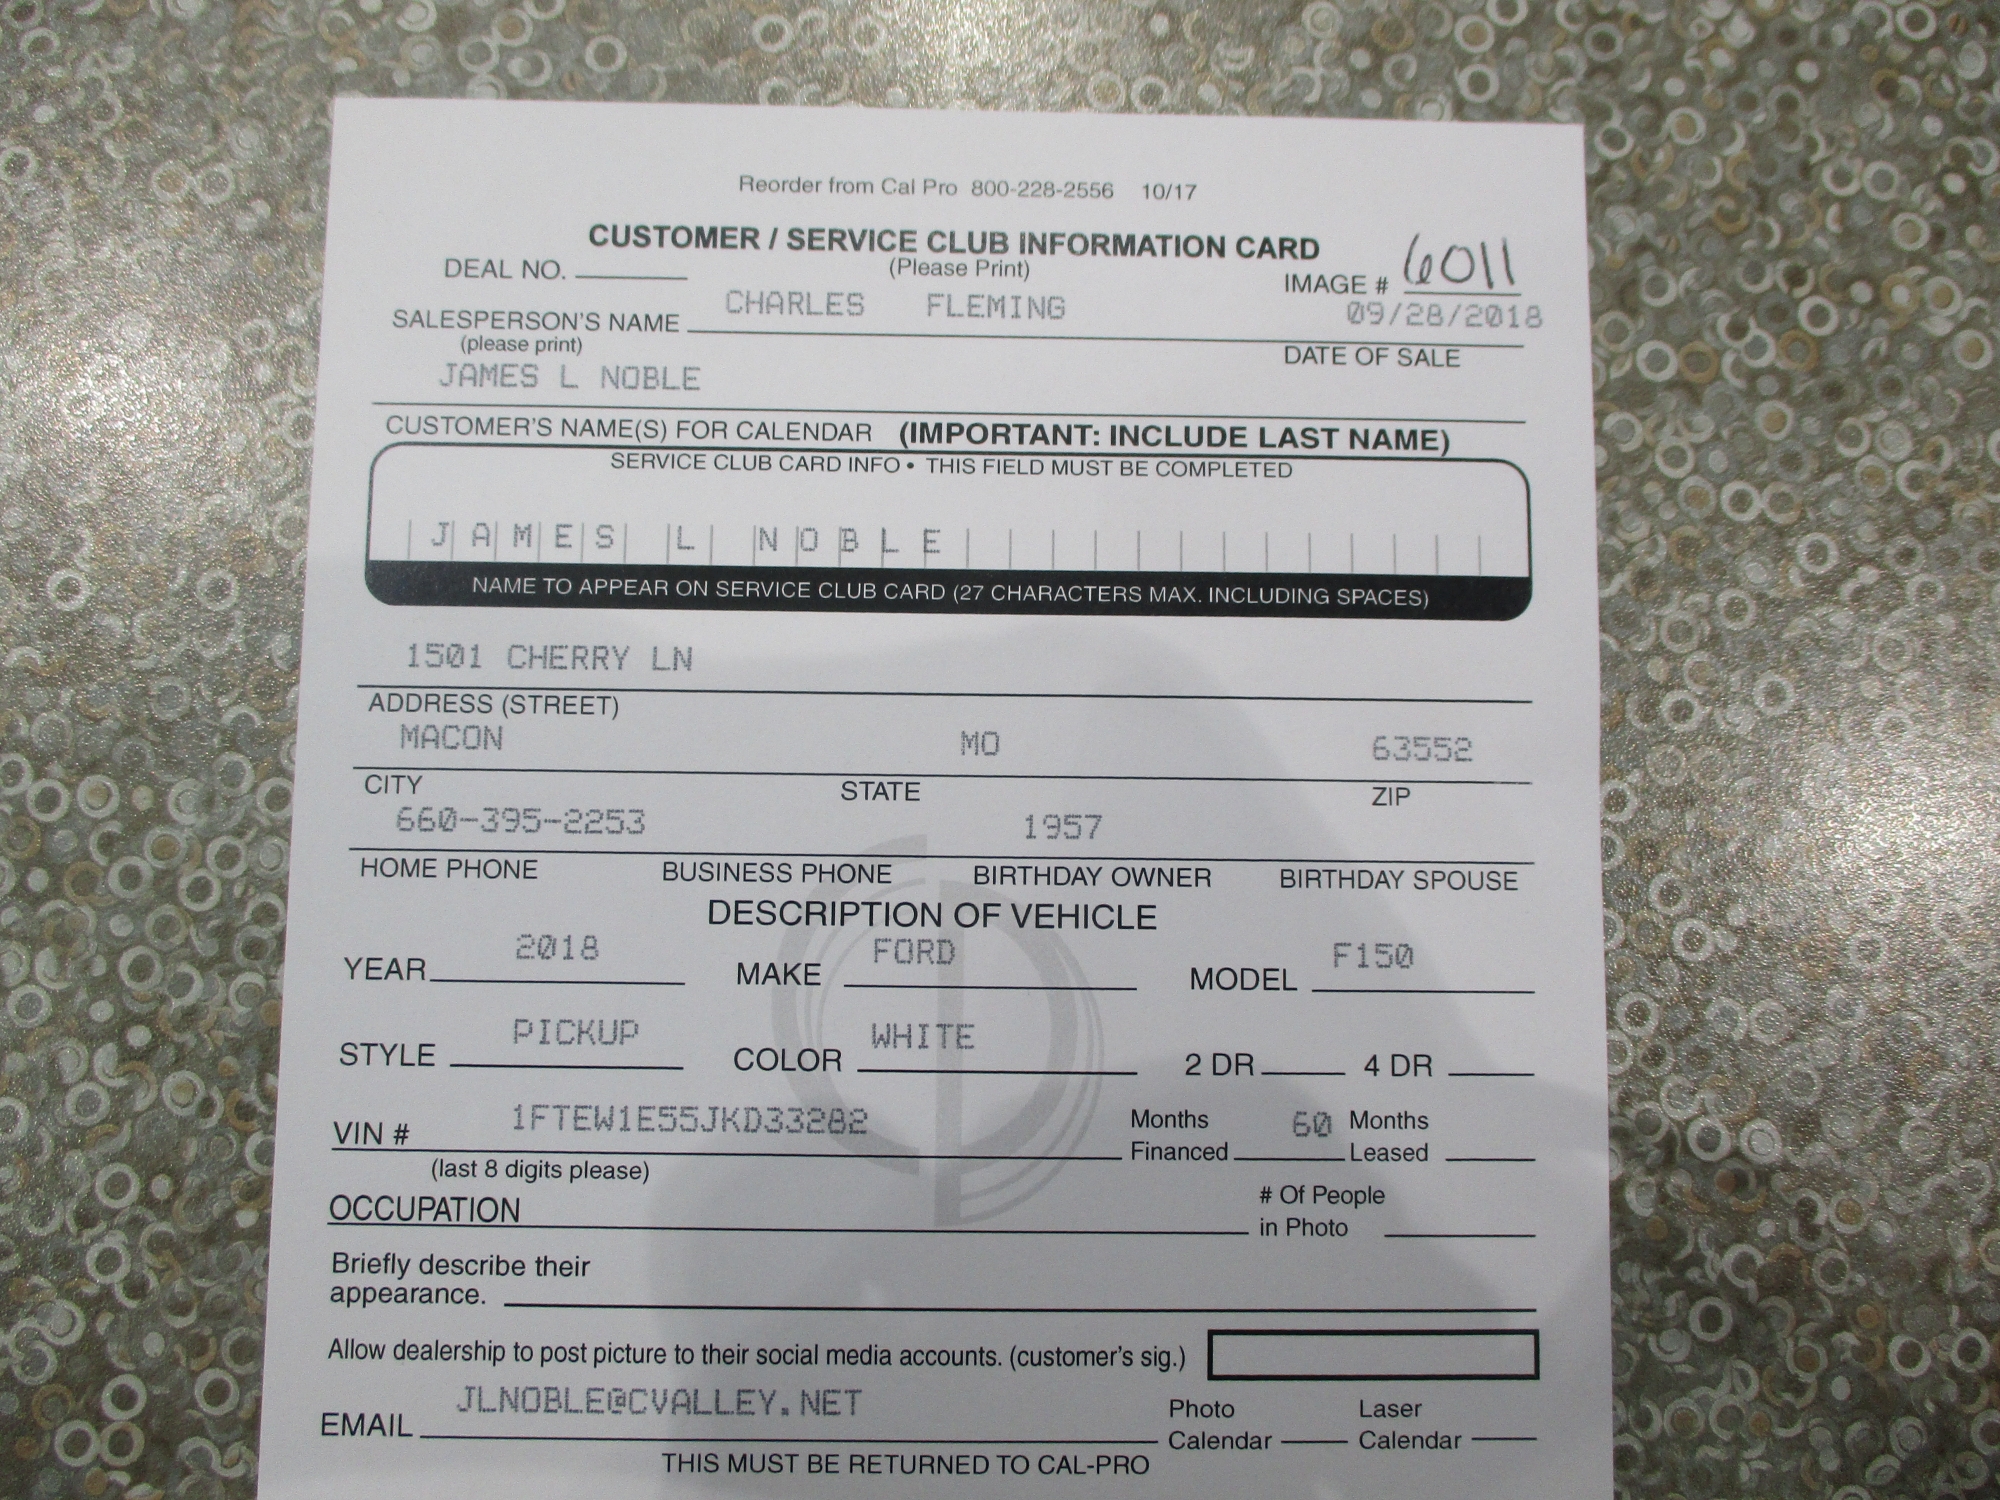 Reorder from Cal Pro 800-228-2556 10/17
CUSTOMER / SERVICE CLUB INFORMATION CARD
(Please Print)
DEAL NO. IMAGE # 6011
SALESPERSON'S NAME CHARLES FLEMING 09/28/2018
(please print) DATE OF SALE
JAMES L NOBLE
CUSTOMER'S NAME(S) FOR CALENDAR (IMPORTANT: INCLUDE LAST NAME)
SERVICE CLUB CARD INFO • THIS FIELD MUST BE COMPLETED
JAMES L NOBLE
NAME TO APPEAR ON SERVICE CLUB CARD (27 CHARACTERS MAX. INCLUDING SPACES)
1501 CHERRY LN
ADDRESS (STREET)
MACON MO 63552
CITY STATE ZIP
660-395-2253 1957
HOME PHONE BUSINESS PHONE BIRTHDAY OWNER BIRTHDAY SPOUSE
DESCRIPTION OF VEHICLE
YEAR 2018 MAKE FORD MODEL F150
STYLE PICKUP COLOR WHITE 2 DR 4 DR
VIN # 1FTEW1E55JKD33282 Months Financed 60 Months Leased
(last 8 digits please)
OCCUPATION # Of People in Photo
Briefly describe their
appearance.
Allow dealership to post picture to their social media accounts. (customer's sig.)
EMAIL JLNOBLE@CVALLEY.NET Photo Calendar Laser Calendar
THIS MUST BE RETURNED TO CAL-PRO